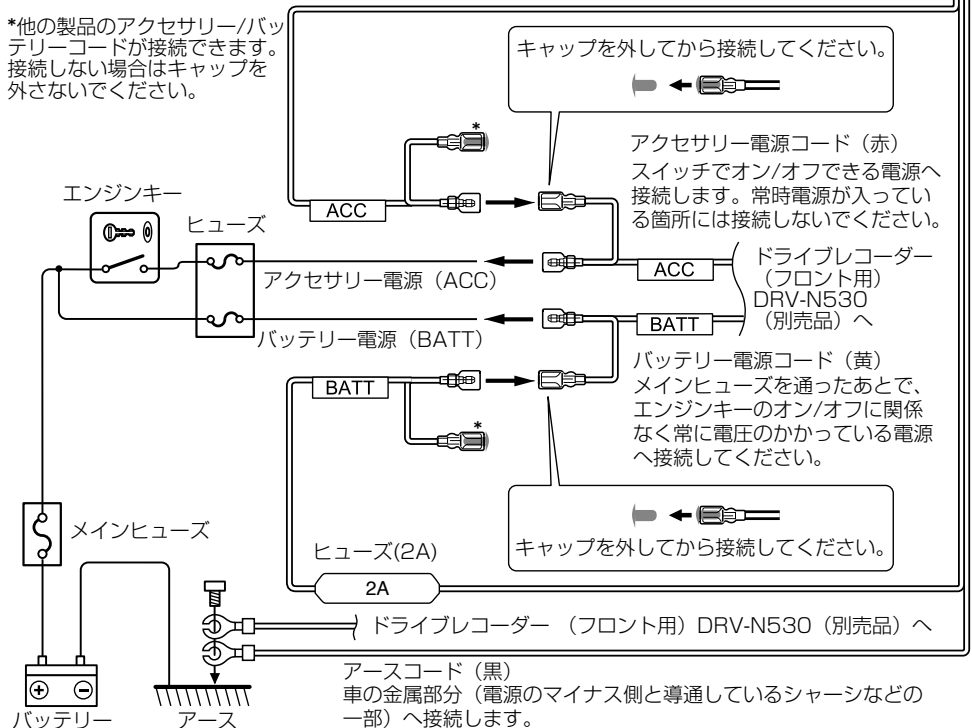 *他の製品のアクセサリー/バッ
テリーコードが接続できます。
接続しない場合はキャップを
外さないでください。
キャップを外してから接続してください。
*
アクセサリー電源コード（赤）
スイッチでオン/オフできる電源へ
接続します。常時電源が入ってい
る箇所には接続しないでください。
エンジンキー
ヒューズ
ACC
アクセサリー電源（ACC）
ACC
ドライブレコーダー
（フロント用）
DRV-N530
（別売品）へ
バッテリー電源（BATT）
BATT
バッテリー電源コード（黄）
メインヒューズを通ったあとで、
エンジンキーのオン/オフに関係
なく常に電圧のかかっている電源
へ接続してください。
BATT
*
キャップを外してから接続してください。
メインヒューズ
ヒューズ(2A)
2A
ドライブレコーダー （フロント用）DRV-N530（別売品）へ
アースコード（黒）
車の金属部分（電源のマイナス側と導通しているシャーシなどの
一部）へ接続します。
バッテリー
アース